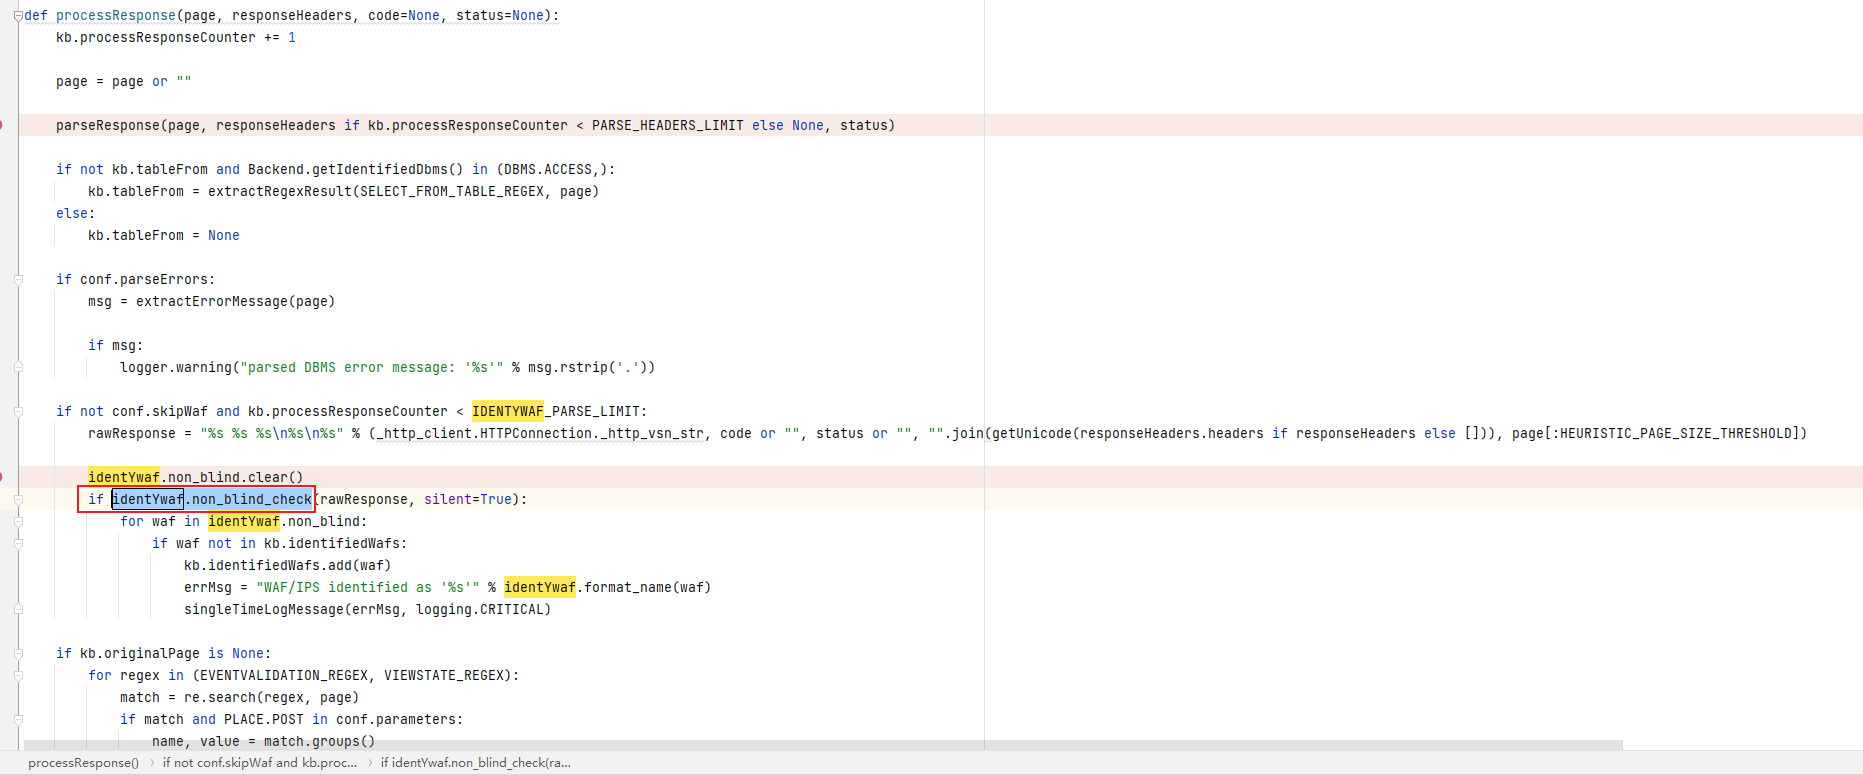 def processResponse(page, responseHeaders, code=None, status=None):
    kb.processResponseCounter += 1
    page = page or ""
    parseResponse(page, responseHeaders if kb.processResponseCounter < PARSE_HEADERS_LIMIT else None, status)
    if not kb.tableFrom and Backend.getIdentifiedDbms() in (DBMS.ACCESS,):
        kb.tableFrom = extractRegexResult(SELECT_FROM_TABLE_REGEX, page)
    else:
        kb.tableFrom = None
    if conf.parseErrors:
        msg = extractErrorMessage(page)
        if msg:
            logger.warning("parsed DBMS error message: '%s'" % msg.rstrip('.'))
    if not conf.skipWaf and kb.processResponseCounter < IDENTYWAF_PARSE_LIMIT:
        rawResponse = "%s %s %s\n%s\n%s" % (_http_client.HTTPConnection._http_vsn_str, code or "", status or "", "".join(getUnicode(responseHeaders.headers if responseHeaders else [])), page[:HEURISTIC_PAGE_SIZE_THRESHOLD])
        identYwaf.non_blind.clear()
        if identYwaf.non_blind_check(rawResponse, silent=True):
            for waf in identYwaf.non_blind:
                if waf not in kb.identifiedWafs:
                    kb.identifiedWafs.add(waf)
                    errMsg = "WAF/IPS identified as '%s'" % identYwaf.format_name(waf)
                    singleTimeLogMessage(errMsg, logging.CRITICAL)
    if kb.originalPage is None:
        for regex in (EVENTVALIDATION_REGEX, VIEWSTATE_REGEX):
            match = re.search(regex, page)
            if match and PLACE.POST in conf.parameters:
                name, value = match.groups()
processResponse() › if not conf.skipWaf and kb.proc... › if identYwaf.non_blind_check(ra...